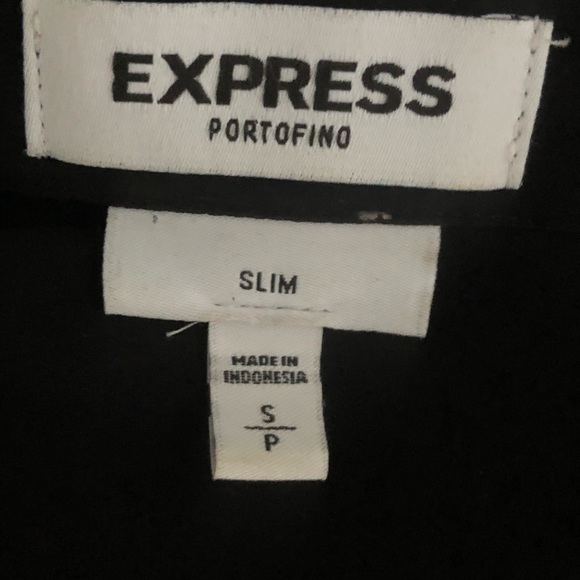 EXPRESS
PORTOFINO
SLIM
MADE IN
INDONESIA
S
P